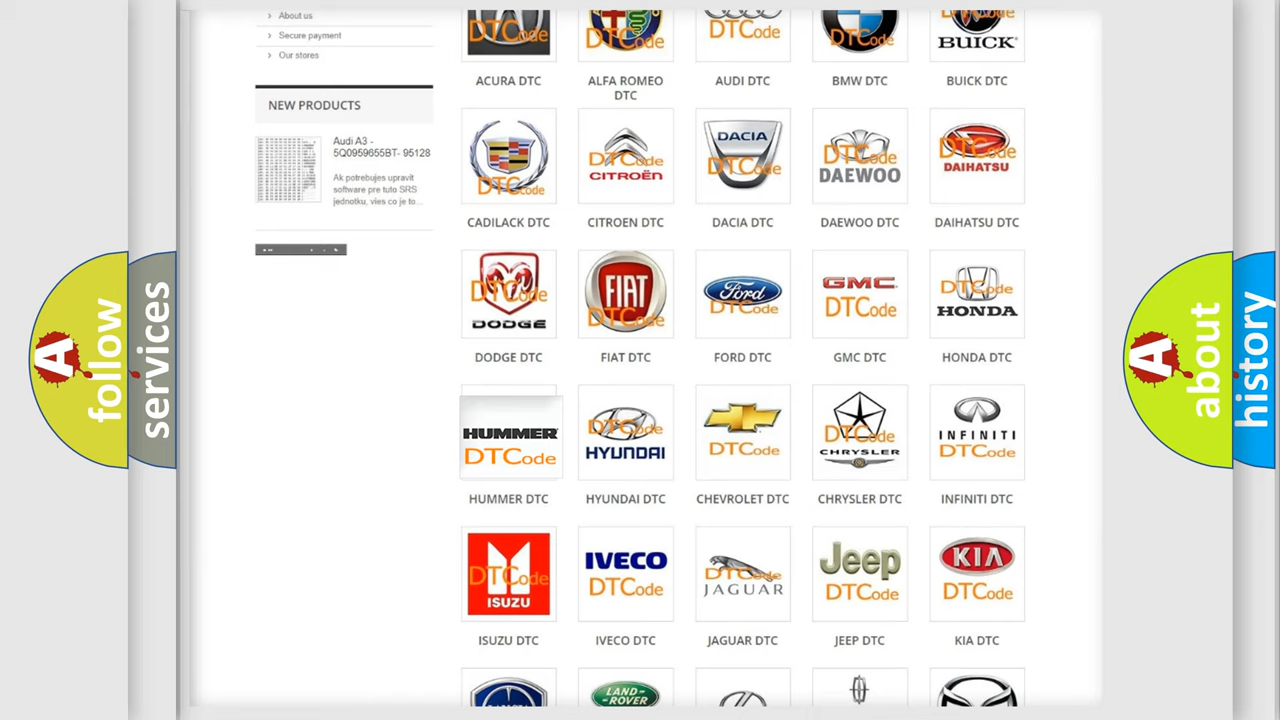 About us
Secure payment
Our stores
NEW PRODUCTS
Audi A3 -
5Q0959655BT- 95128
Ak potrebujes upravit
software pre tuto SRS
jednotku, vies co je to...
DTCode
DTCode
DTCode
DTCode
DTCode
BUICK
ACURA DTC
ALFA ROMEO
DTC
AUDI DTC
BMW DTC
BUICK DTC
DTCode
DTCode
CITROËN
DACIA
DTCode
DTCode
DAEWOO
DTCode
DAIHATSU
CADILACK DTC
CITROEN DTC
DACIA DTC
DAEWOO DTC
DAIHATSU DTC
DTCode
DODGE
FIAT
DTCode
Ford
DTCode
GMC
DTCode
DTCode
HONDA
DODGE DTC
FIAT DTC
FORD DTC
GMC DTC
HONDA DTC
HUMMER
DTCode
DTCode
HYUNDAI
DTCode
DTCode
CHRYSLER
INFINITI
DTCode
HUMMER DTC
HYUNDAI DTC
CHEVROLET DTC
CHRYSLER DTC
INFINITI DTC
DTCode
ISUZU
IVECO
DTCode
DTCode
JAGUAR
Jeep
DTCode
KIA
DTCode
ISUZU DTC
IVECO DTC
JAGUAR DTC
JEEP DTC
KIA DTC
LAND-
ROVER
A follow
services
A about
history